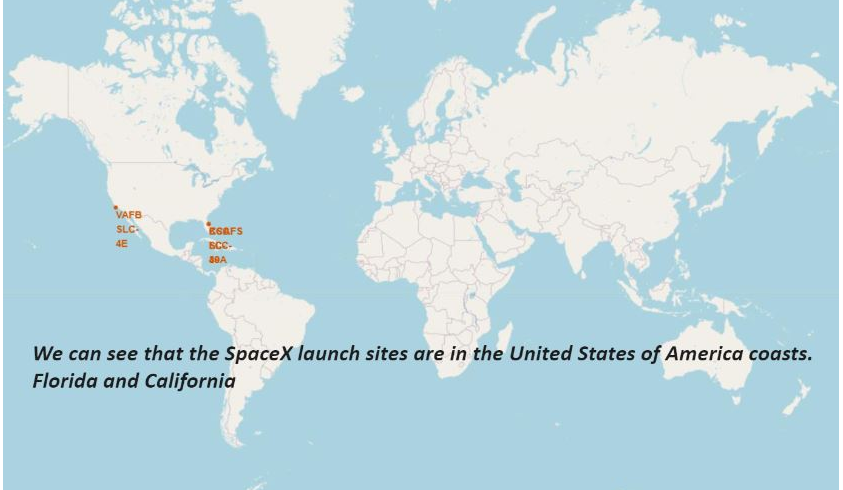 VAFB
SLC-
4E
We can see that the SpaceX launch sites are in the United States of America coasts.
Florida and California